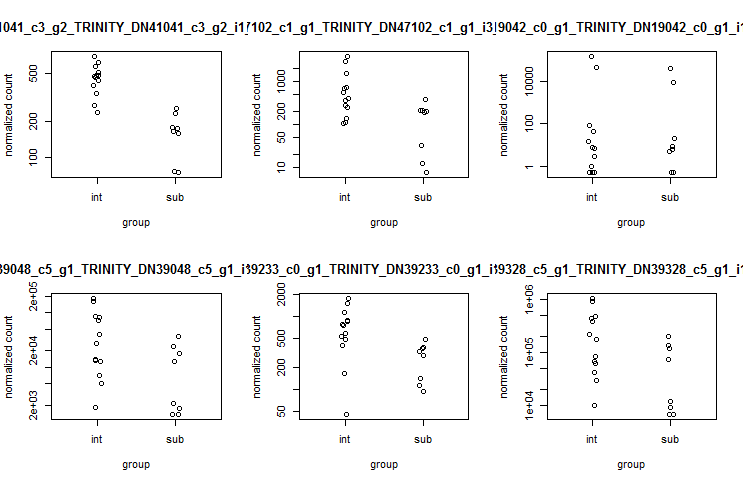 1041_c3_g2_TRINITY_DN41041_c3_g2_i1 7102_c1_g1_TRINITY_DN47102_c1_g1_i3 9042_c0_g1_TRINITY_DN19042_c0_g1_i1
normalized count
100 200 500
int sub
group
normalized count
10 50 200 1000
int sub
group
normalized count
1 100 10000
int sub
group
39048_c5_g1_TRINITY_DN39048_c5_g1_i 39233_c0_g1_TRINITY_DN39233_c0_g1_i 9328_c5_g1_TRINITY_DN39328_c5_g1_i1
normalized count
2e+03 2e+04 2e+05
int sub
group
normalized count
50 200 500 2000
int sub
group
normalized count
1e+04 1e+05 1e+06
int sub
group